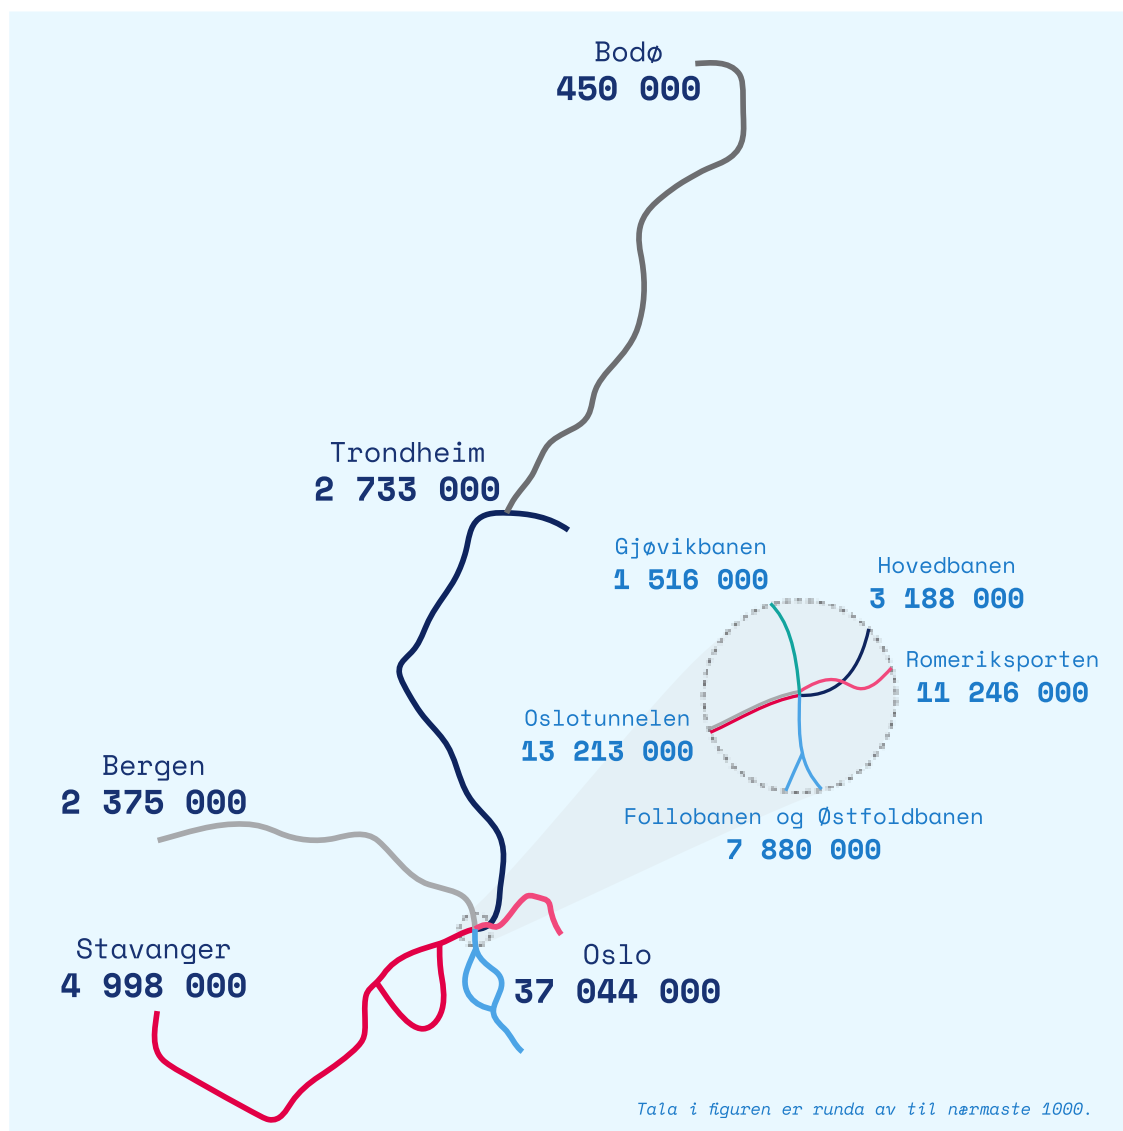 Bodø
450 000
Trondheim
2 733 000
Gjøvikbanen
1 516 000
Hovedbanen
3 188 000
Romeriksporten
11 246 000
Oslotunnelen
13 213 000
Follobanen og Østfoldbanen
7 880 000
Bergen
2 375 000
Stavanger
4 998 000
Oslo
37 044 000
Tala i figuren er runda av til nærmaste 1000.